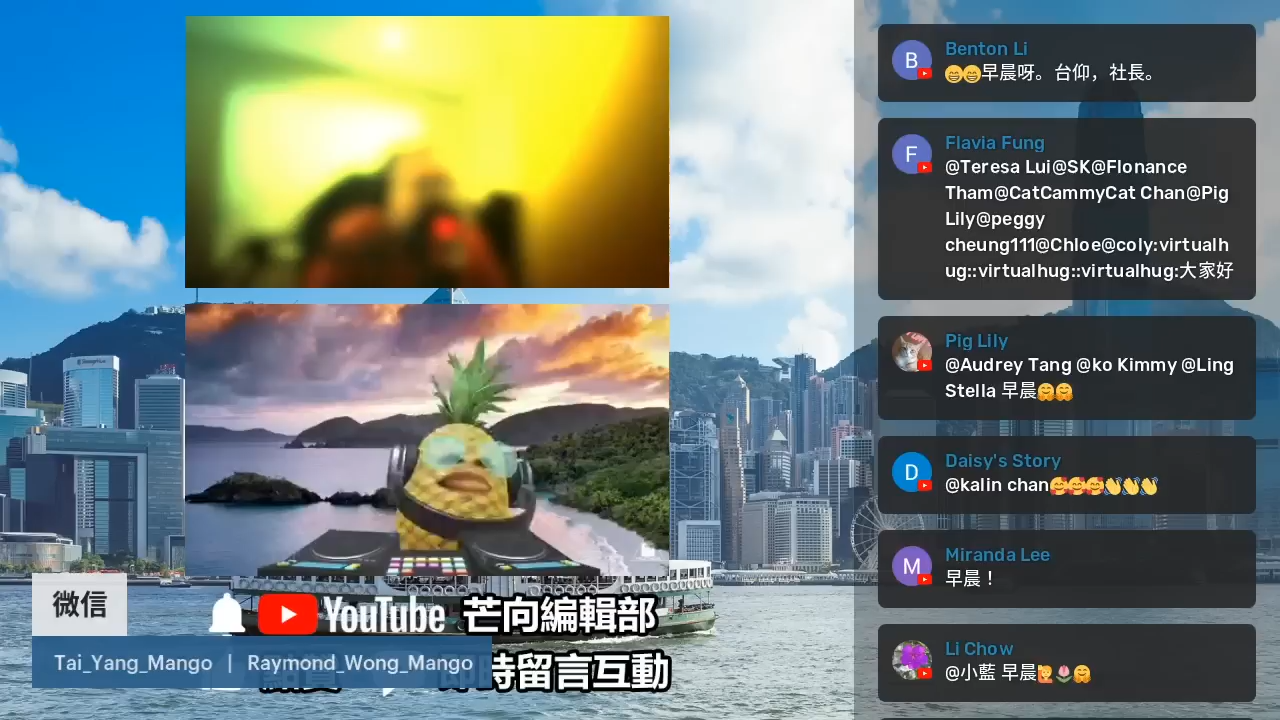 Benton Li
😁😁早晨呀。台仰，社長。
Flavia Fung
@Teresa Lui@SK@Flonance
Tham@CatCammyCat Chan@Pig
Lily@peggy
cheung111@Chloe@coly:virtualh
ug::virtualhug::virtualhug:大家好
Pig Lily
@Audrey Tang @ko Kimmy @Ling
Stella 早晨🤗🤗
Daisy's Story
@kalin chan🥰🥰🥰👋👋👋
Miranda Lee
早晨！
Li Chow
@小藍 早晨🙋🌷🤗
B
F
D
M
微信
Tai_Yang_Mango | Raymond_Wong_Mango
YouTube 芒向編輯部
即時留言互動